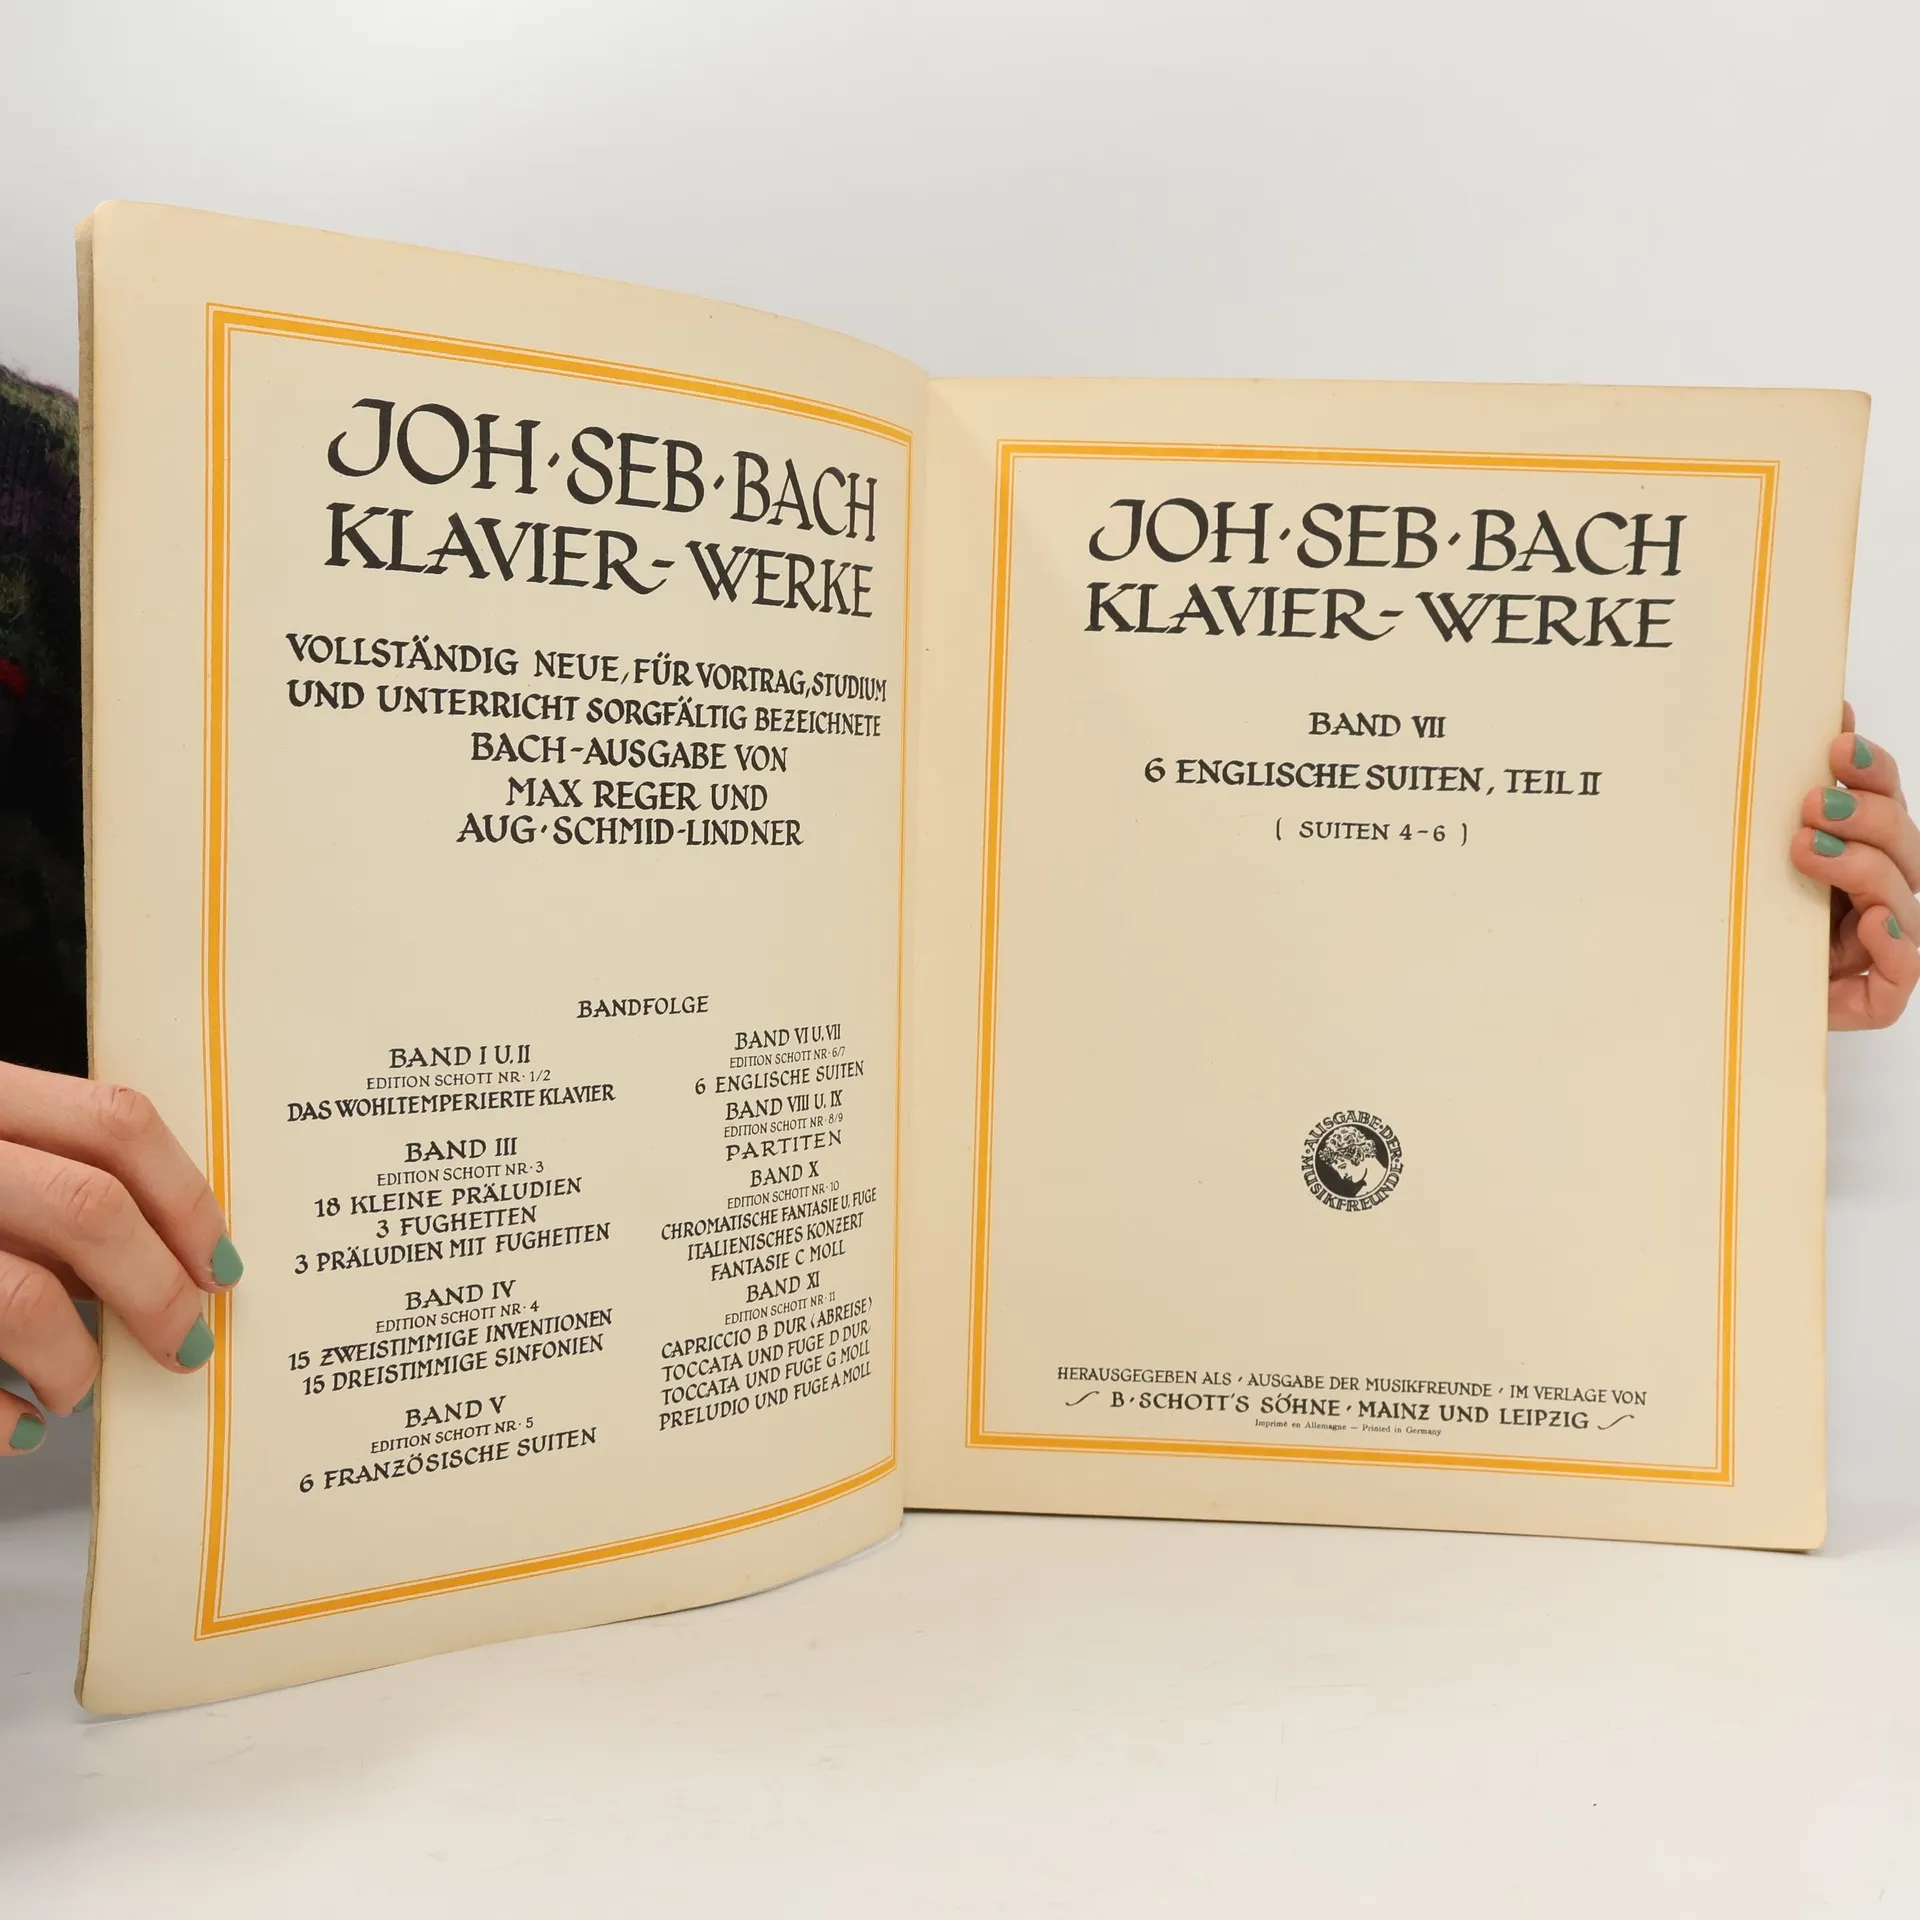 JOH·SEB·BACH
KLAVIER-WERKE
VOLLSTÄNDIG NEUE, FÜR VORTRAG, STUDIUM
UND UNTERRICHT SORGFÄLTIG BEZEICHNETE
BACH-AUSGABE VON
MAX REGER UND
AUG·SCHMID-LINDNER
BANDFOLGE
BAND I U. II
EDITION SCHOTT NR· 1/2
DAS WOHLTEMPERIERTE KLAVIER
BAND III
EDITION SCHOTT NR· 3
18 KLEINE PRÄLUDIEN
3 FUGHETTEN
3 PRÄLUDIEN MIT FUGHETTEN
BAND IV
EDITION SCHOTT NR· 4
15 ZWEISTIMMIGE INVENTIONEN
15 DREISTIMMIGE SINFONIEN
BAND V
EDITION SCHOTT NR· 5
6 FRANZÖSISCHE SUITEN
BAND VI U. VII
EDITION SCHOTT NR· 6/7
6 ENGLISCHE SUITEN
BAND VIII U. IX
EDITION SCHOTT NR· 8/9
PARTITEN
BAND X
EDITION SCHOTT NR· 10
CHROMATISCHE FANTASIE U. FUGE
ITALIENISCHES KONZERT
FANTASIE C MOLL
BAND XI
EDITION SCHOTT NR· 11
CAPRICCIO B DUR (ABREISE)
TOCCATA UND FUGE D DUR
TOCCATA UND FUGE G MOLL
PRELUDIO UND FUGE A MOLL
JOH·SEB·BACH
KLAVIER-WERKE
BAND VII
6 ENGLISCHE SUITEN, TEIL II
( SUITEN 4-6 )
·AUSGABE·DER·MUSIKFREUNDE
HERAUSGEGEBEN ALS · AUSGABE DER MUSIKFREUNDE · IM VERLAGE VON
B·SCHOTT'S SÖHNE · MAINZ UND LEIPZIG
Imprimé en Allemagne — Printed in Germany